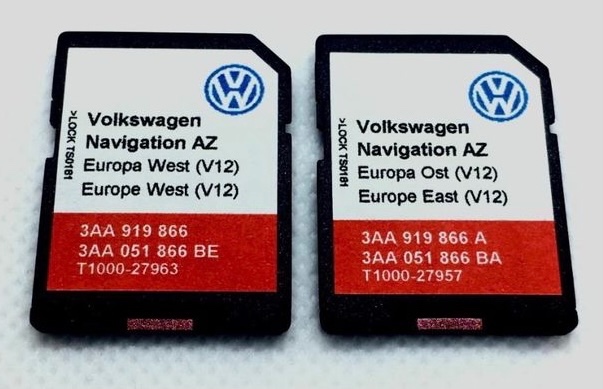 >LOCK TS0181
Volkswagen
Navigation AZ
Europa West (V12)
Europe West (V12)
3AA 919 866
3AA 051 866 BE
T1000-27963
>LOCK TS0181
Volkswagen
Navigation AZ
Europa Ost (V12)
Europe East (V12)
3AA 919 866 A
3AA 051 866 BA
T1000-27957